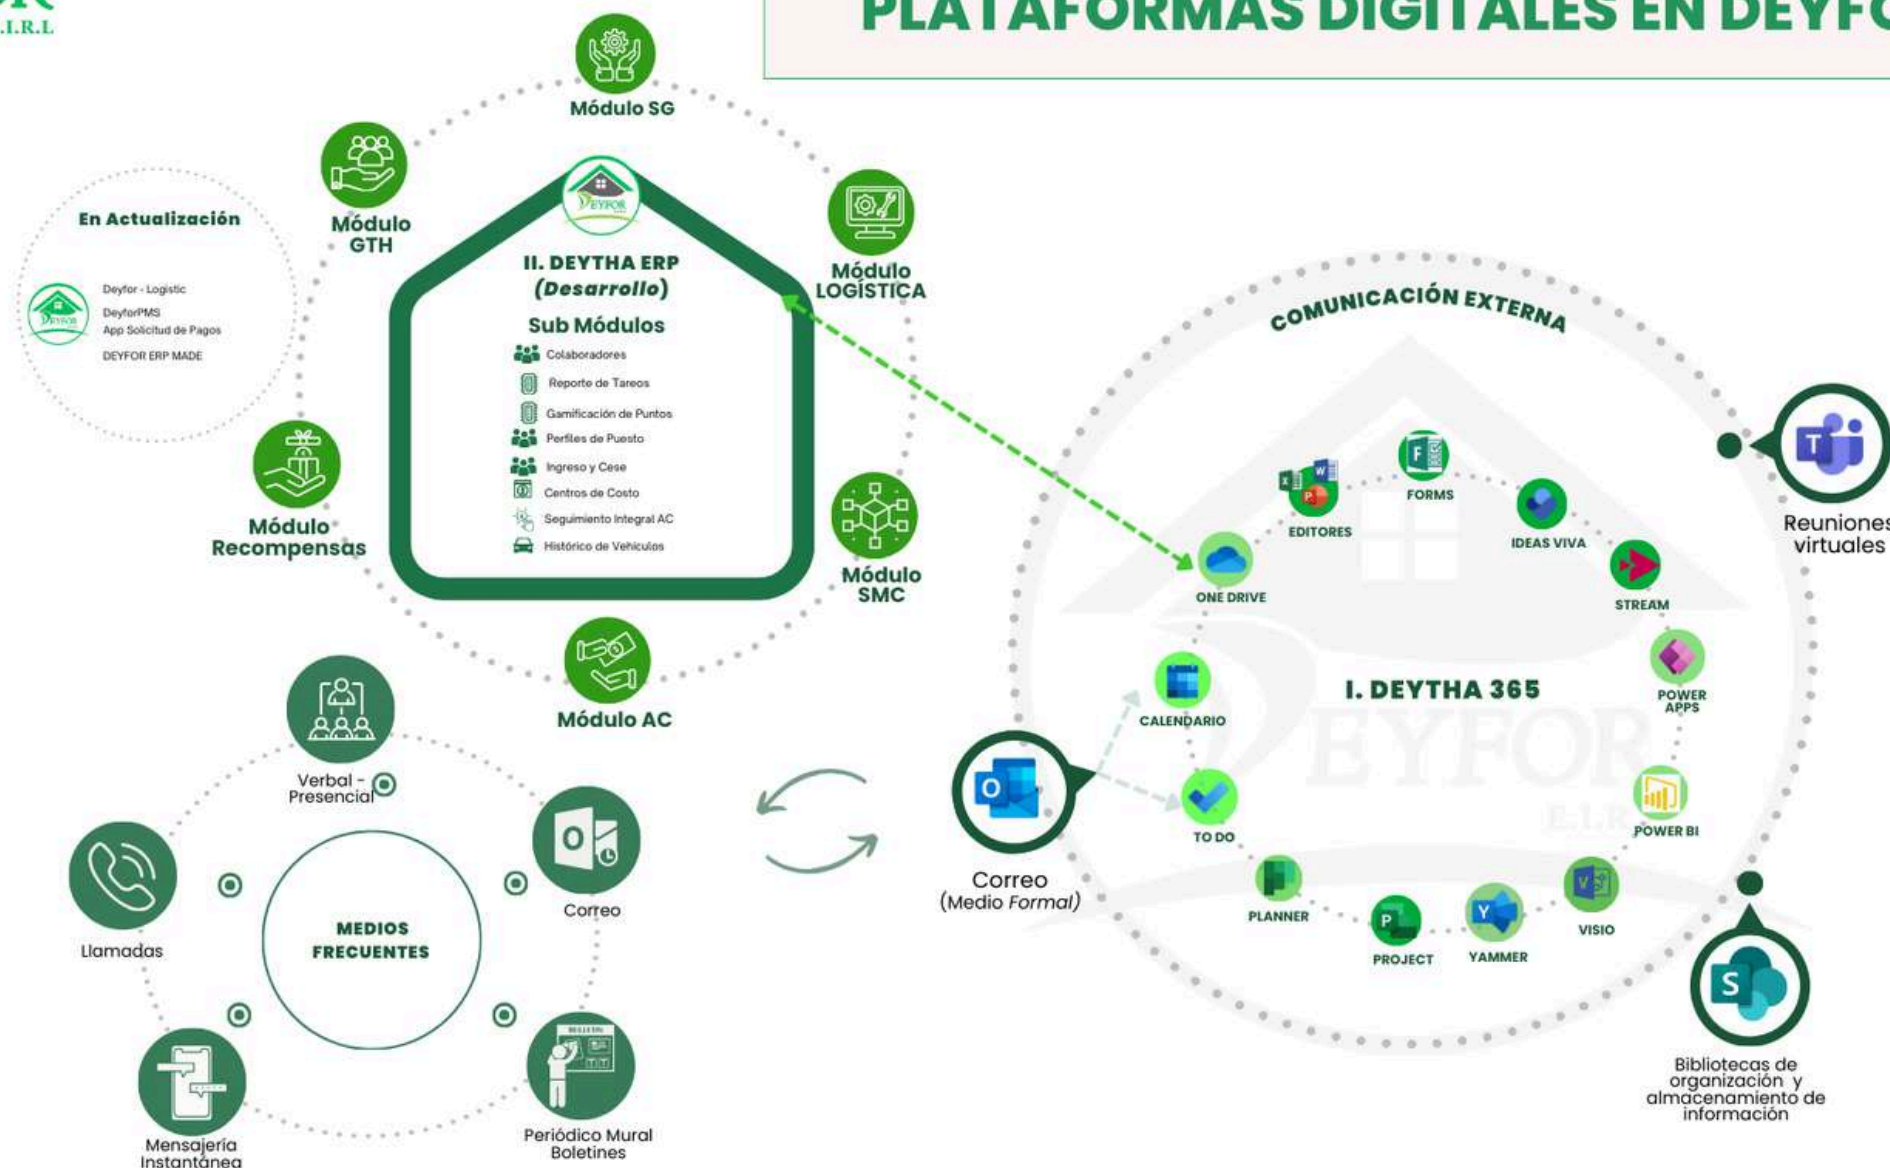 .I.R.L
PLATAFORMAS DIGITALES EN DEYFO
Módulo SG
Módulo
GTH
Módulo
LOGÍSTICA
Módulo
SMC
Módulo AC
Módulo
Recompensas
En Actualización
DEYFOR
Deyfor - Logistic
DeyforPMS
App Solicitud de Pagos
DEYFOR ERP MADE
DEYFOR
II. DEYTHA ERP
(Desarrollo)
Sub Módulos
Colaboradores
Reporte de Tareos
Gamificación de Puntos
Perfiles de Puesto
Ingreso y Cese
Centros de Costo
Seguimiento Integral AC
Histórico de Vehículos
MEDIOS
FRECUENTES
Verbal -
Presencial
O
Correo
BULLETIN
Periódico Mural
Boletines
Mensajería
Instantánea
Llamadas
COMUNICACIÓN EXTERNA
I. DEYTHA 365
DEYFOR
E.I.R
X
W
P
EDITORES
F
FORMS
IDEAS VIVA
STREAM
POWER
APPS
POWER BI
V
VISIO
Y
YAMMER
P
PROJECT
PLANNER
TO DO
CALENDARIO
ONE DRIVE
T
Reuniones
virtuales
S
Bibliotecas de
organización y
almacenamiento de
información
O
Correo
(Medio Formal)